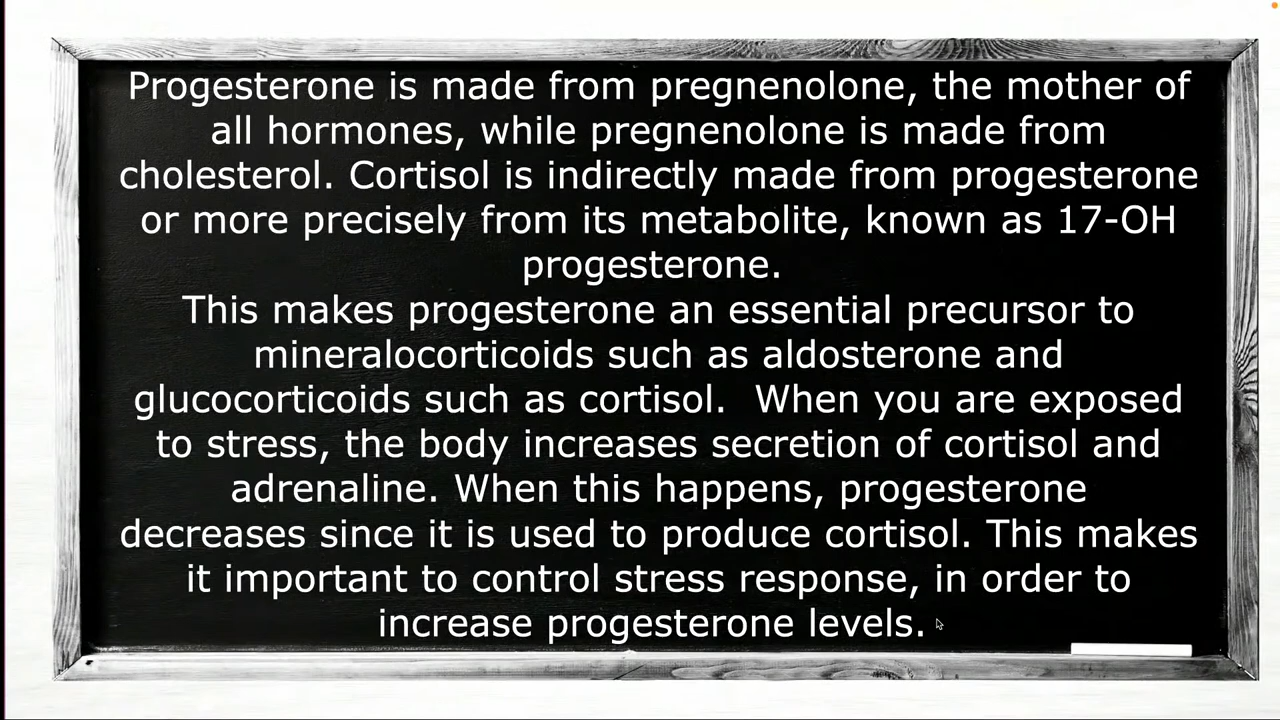 Progesterone is made from pregnenolone, the mother of
all hormones, while pregnenolone is made from
cholesterol. Cortisol is indirectly made from progesterone
or more precisely from its metabolite, known as 17-OH
progesterone.
This makes progesterone an essential precursor to
mineralocorticoids such as aldosterone and
glucocorticoids such as cortisol.  When you are exposed
to stress, the body increases secretion of cortisol and
adrenaline. When this happens, progesterone
decreases since it is used to produce cortisol. This makes
it important to control stress response, in order to
increase progesterone levels.